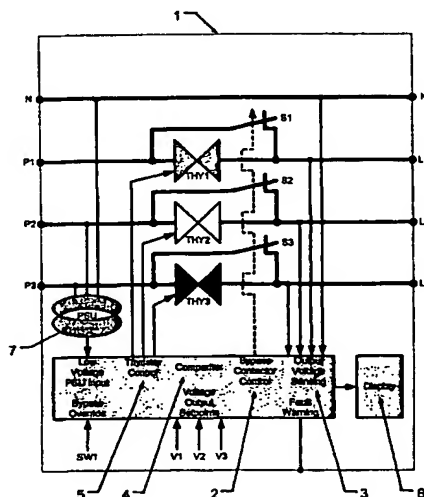 1
N
N
S1
P1
L
THY1
S2
P2
L
THY2
S3
P3
L
THY3
PSU
7
Low Voltage PSU Input
Thyristor Control
Computer
Bypass Contactor Control
Output Voltage Sensing
Bypass Override
Voltage Output Setpoints
Fault Warning
Display
SW1
V1 V2 V3
5
4
2
3
6